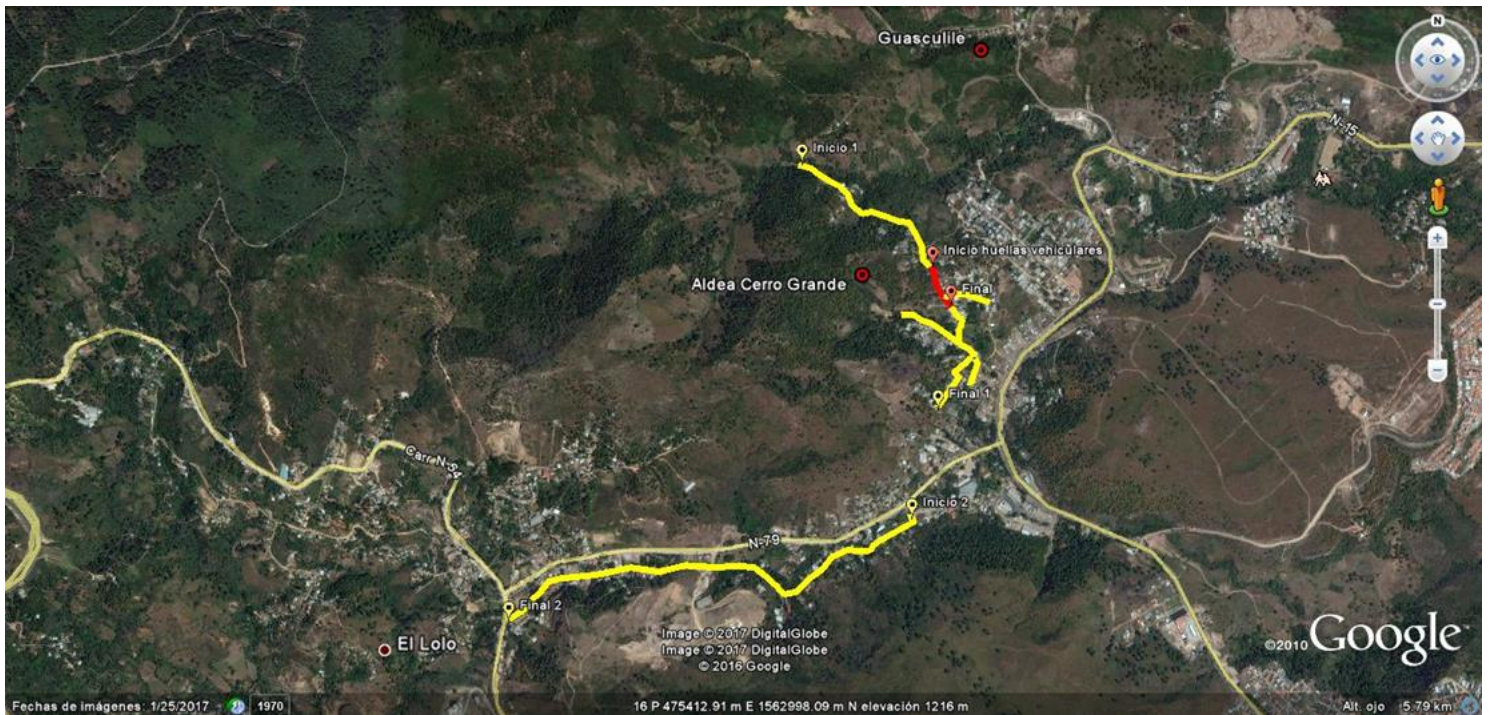 N
Guasculile
N-15
Inicio 1
Inicio huellas vehículares
Aldea Cerro Grande
Final
Final 1
Carr N-54
Inicio 2
N-79
Final 2
El Lolo
Image © 2017 DigitalGlobe
Image © 2017 DigitalGlobe
© 2016 Google
©2010 Google
Fechas de imágenes: 1/25/2017 1970 16 P 475412.91 m E 1562998.09 m N elevación 1216 m Alt. ojo 5.79 km